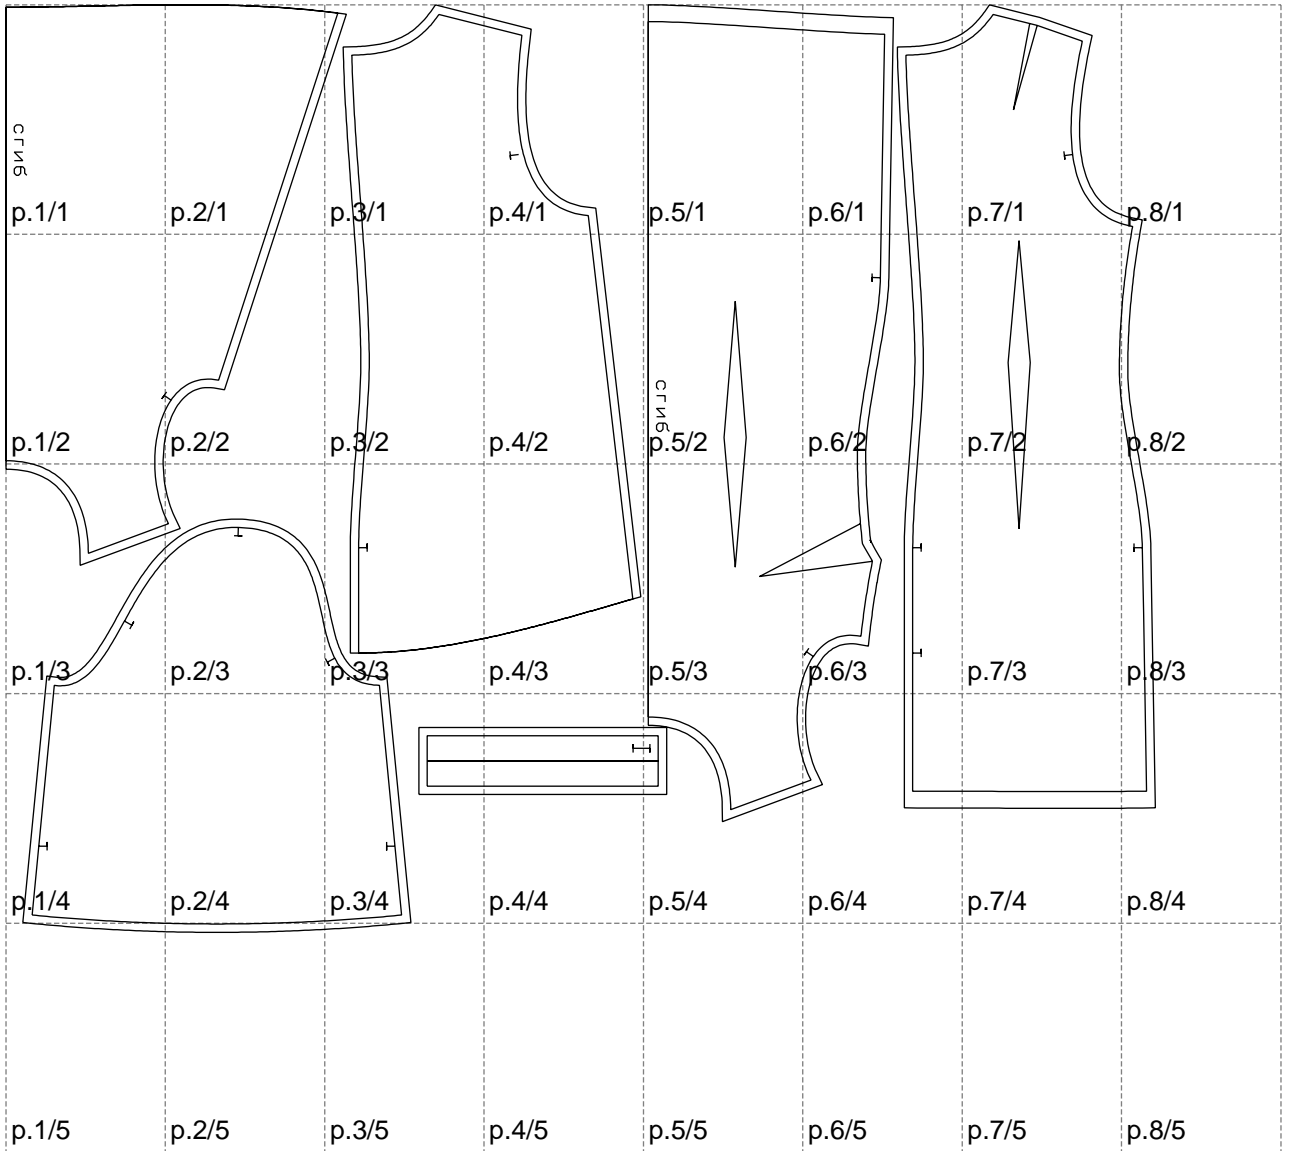 сгиб
p.1/1 p.2/1 p.3/1 p.4/1 p.5/1 p.6/1 p.7/1 p.8/1
сгиб
p.1/2 p.2/2 p.3/2 p.4/2 p.5/2 p.6/2 p.7/2 p.8/2
p.1/3 p.2/3 p.3/3 p.4/3 p.5/3 p.6/3 p.7/3 p.8/3
p.1/4 p.2/4 p.3/4 p.4/4 p.5/4 p.6/4 p.7/4 p.8/4
p.1/5 p.2/5 p.3/5 p.4/5 p.5/5 p.6/5 p.7/5 p.8/5